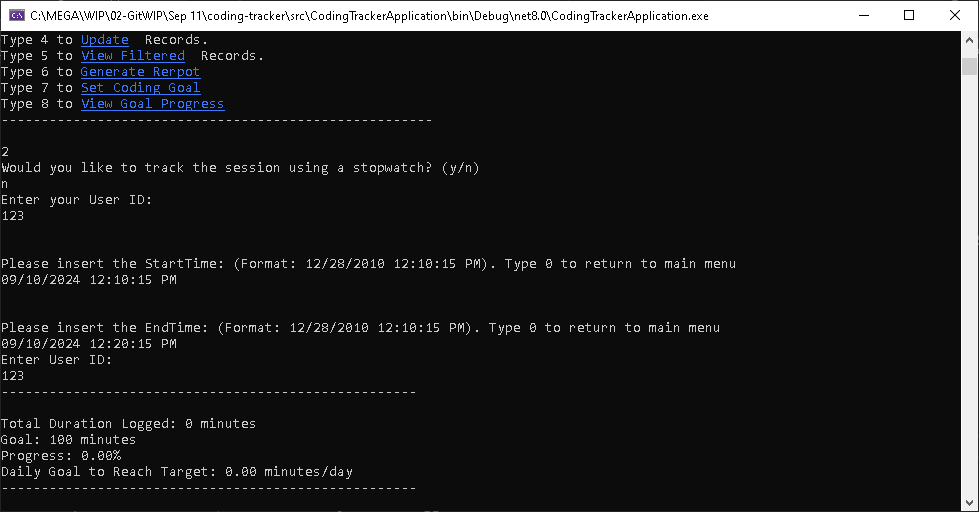 C:\MEGA\WIP\02-GitWIP\Sep 11\coding-tracker\src\CodingTrackerApplication\bin\Debug\net8.0\CodingTrackerApplication.exe
Type 4 to Update  Records.
Type 5 to View Filtered  Records.
Type 6 to Generate Rerpot
Type 7 to Set Coding Goal
Type 8 to View Goal Progress
------------------------------------------------------
2
Would you like to track the session using a stopwatch? (y/n)
n
Enter your User ID:
123
Please insert the StartTime: (Format: 12/28/2010 12:10:15 PM). Type 0 to return to main menu
09/10/2024 12:10:15 PM
Please insert the EndTime: (Format: 12/28/2010 12:10:15 PM). Type 0 to return to main menu
09/10/2024 12:20:15 PM
Enter User ID:
123
----------------------------------------------------
Total Duration Logged: 0 minutes
Goal: 100 minutes
Progress: 0.00%
Daily Goal to Reach Target: 0.00 minutes/day
----------------------------------------------------